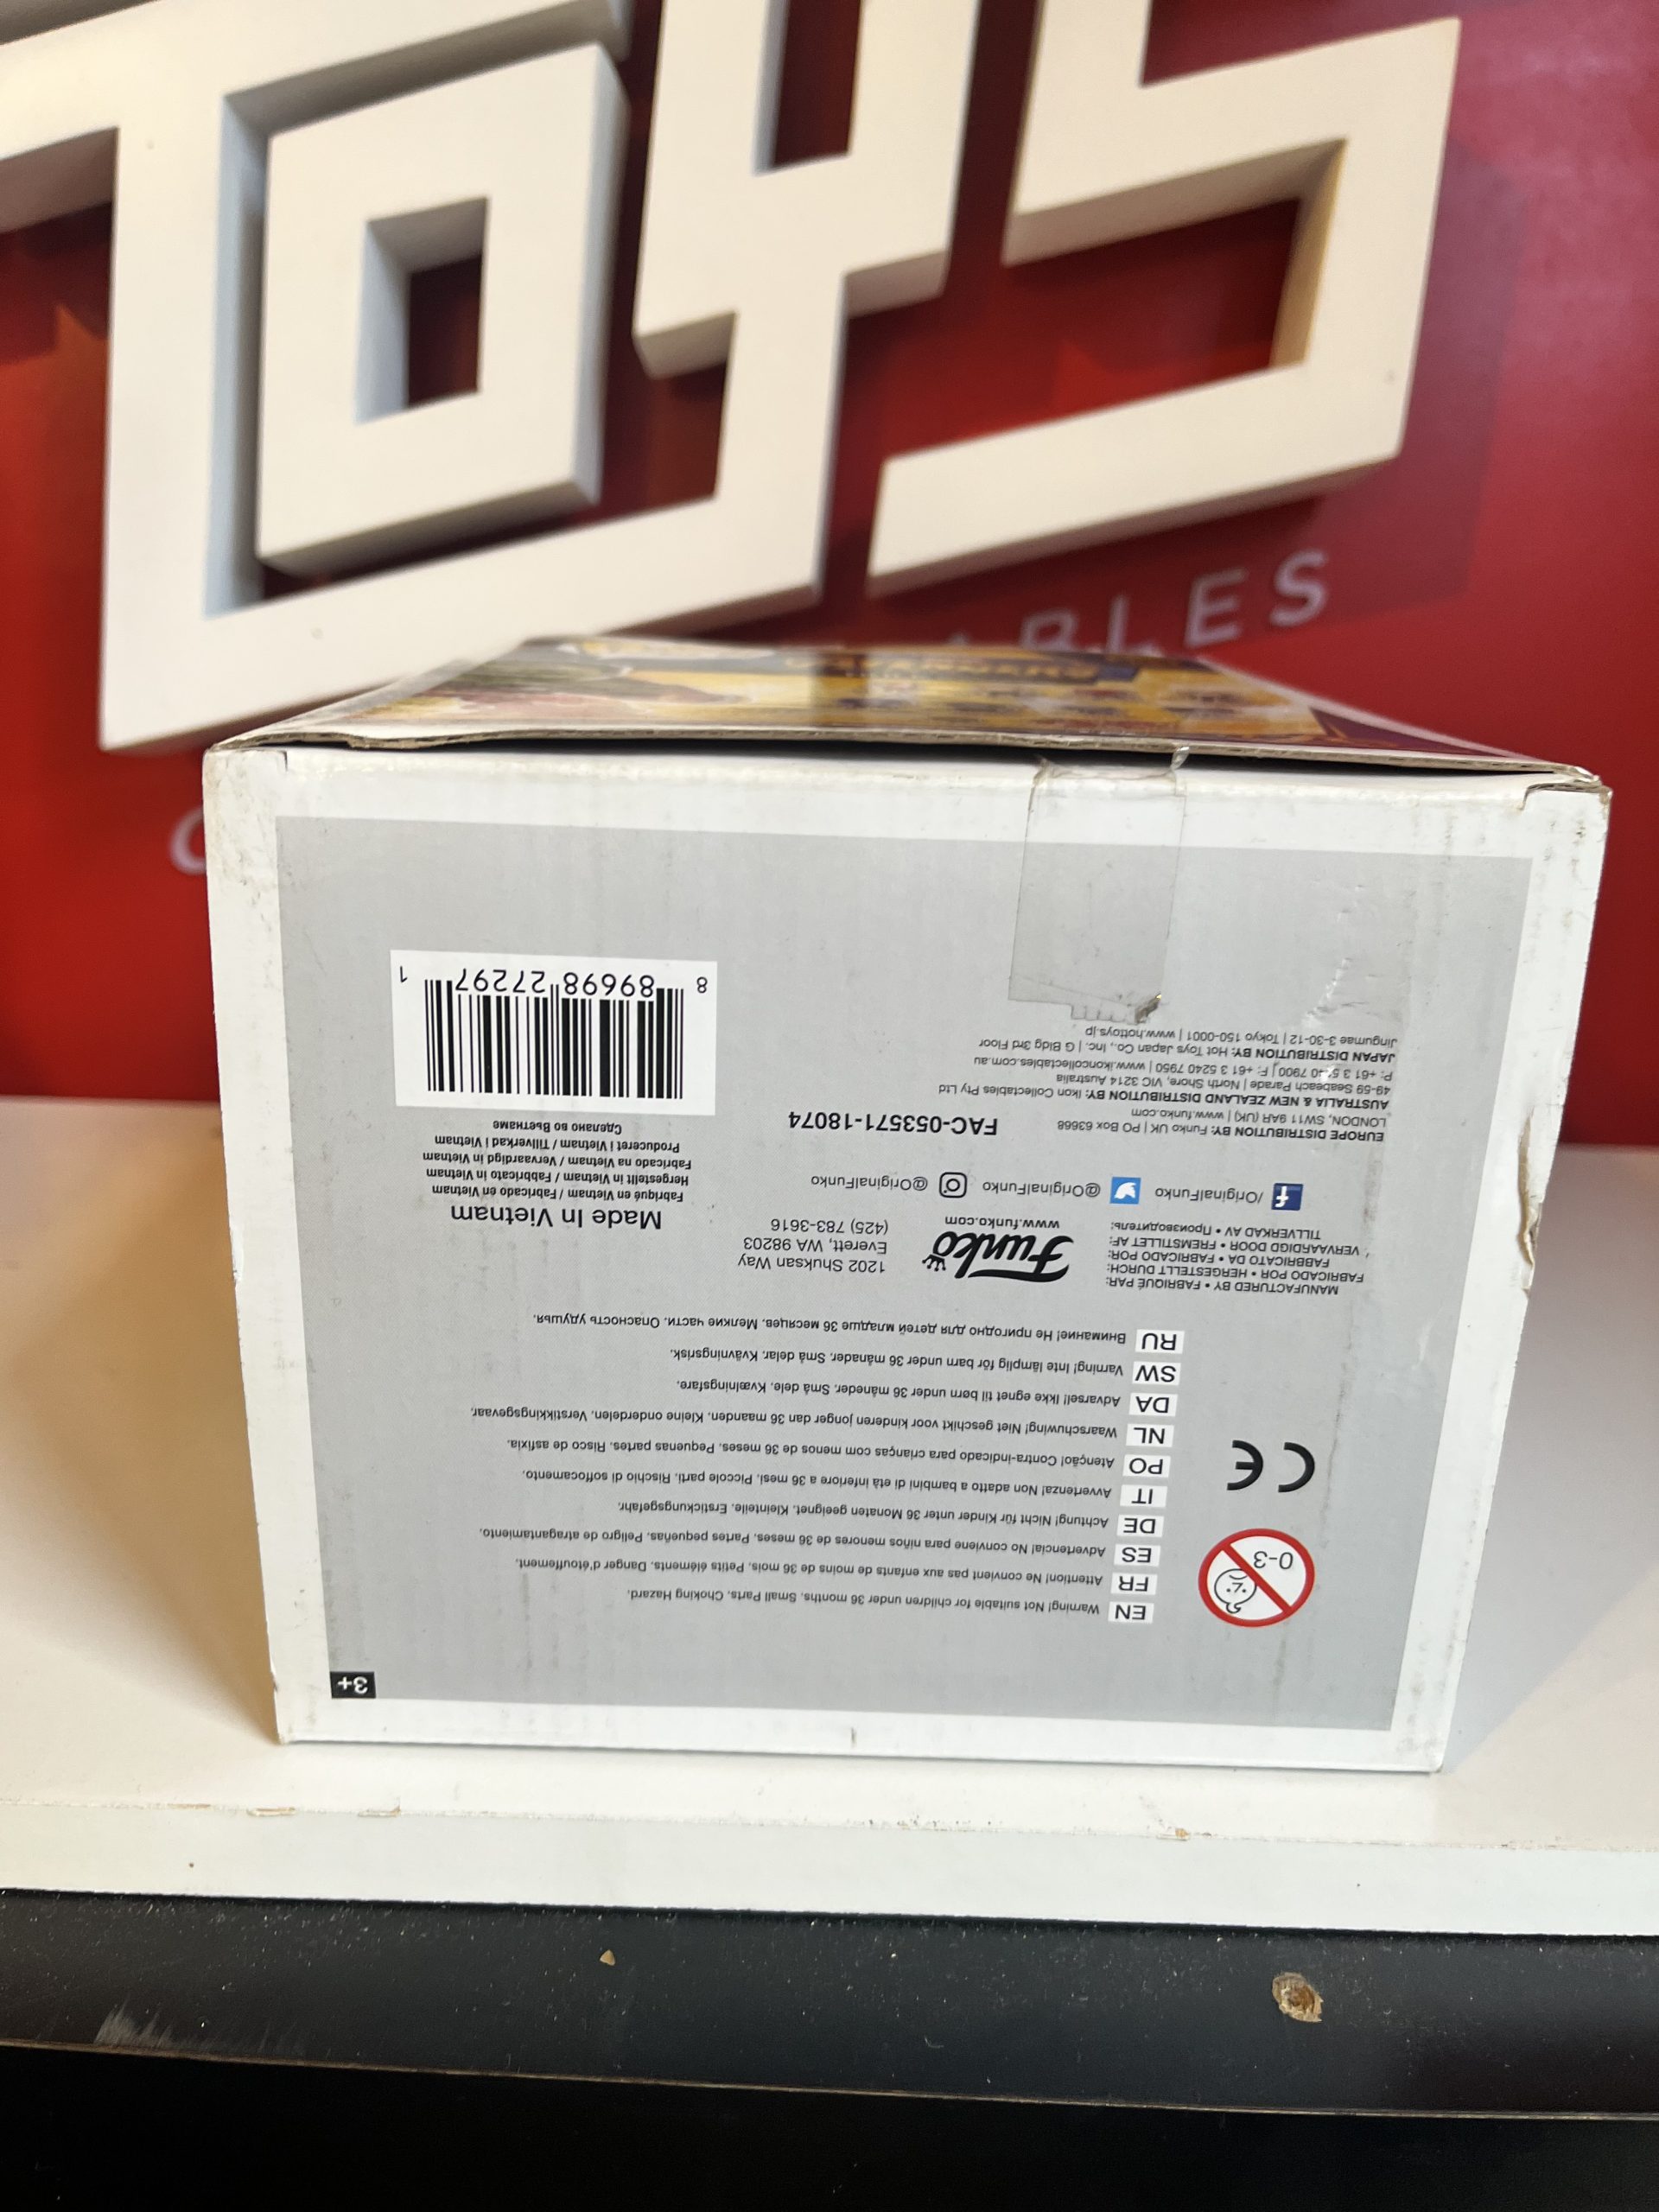 TOYS
ABLES
3+
EN Warning! Not suitable for children under 36 months. Small Parts. Choking Hazard.
FR Attention! Ne convient pas aux enfants de moins de 36 mois. Petits éléments. Danger d'étouffement.
ES Advertencia! No conviene para niños menores de 36 meses. Partes pequeñas. Peligro de atragantamiento.
DE Achtung! Nicht für Kinder unter 36 Monaten geeignet. Kleinteile. Erstickungsgefahr.
IT Avvertenza! Non adatto a bambini di età inferiore a 36 mesi. Piccole parti. Rischio di soffocamento.
PO Atenção! Contra-indicado para crianças com menos de 36 meses. Pequenas partes. Risco de asfixia.
NL Waarschuwing! Niet geschikt voor kinderen jonger dan 36 maanden. Kleine onderdelen. Verstikkingsgevaar.
DA Advarsel! Ikke egnet til børn under 36 måneder. Små dele. Kvælningsfare.
SW Varning! Inte lämplig för barn under 36 månader. Små delar. Kvävningsrisk.
RU Внимание! Не пригодно для детей младше 36 месяцев. Мелкие части. Опасность удушья.
0-3
CE
MANUFACTURED BY • FABRIQUÉ PAR:
FABRICADO POR • HERGESTELLT DURCH:
FABBRICATO DA • FABRICADO POR:
VERVAARDIGD DOOR • FREMSTILLET AF:
TILLVERKAD AV • Производитель:
Funko
www.funko.com
1202 Shuksan Way
Everett, WA 98203
(425) 783-3616
/OriginalFunko @OriginalFunko @OriginalFunko
EUROPE DISTRIBUTION BY: Funko UK | PO Box 63668
LONDON, SW11 9AR (UK) | www.funko.com
AUSTRALIA & NEW ZEALAND DISTRIBUTION BY: Ikon Collectables Pty Ltd
49-59 Seabeach Parade | North Shore, VIC 3214 Australia
P: +61 3 5240 7900 | F: +61 3 5240 7950 | www.ikoncollectables.com.au
JAPAN DISTRIBUTION BY: Hot Toys Japan Co., Inc. | G Bldg 3rd Floor
Jingumae 3-30-12 | Tokyo 150-0001 | www.hottoys.jp
FAC-053571-18074
Made In Vietnam
Fabriqué en Vietnam / Fabricado en Vietnam
Hergestellt in Vietnam / Fabbricato in Vietnam
Fabricado na Vietnam / Vervaardigd in Vietnam
Produceret i Vietnam / Tillverkad i Vietnam
Сделано во Вьетнаме
8 89698 27297 1